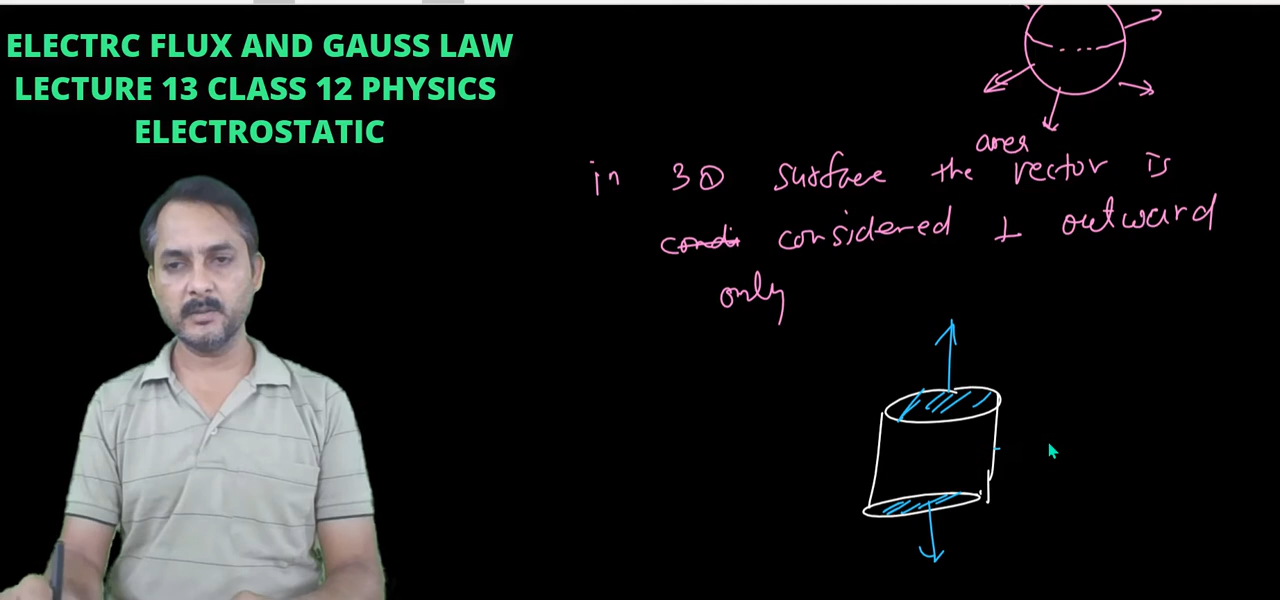 ELECTRC FLUX AND GAUSS LAW
LECTURE 13 CLASS 12 PHYSICS
ELECTROSTATIC
area
in 3D surface the vector is
considered ⊥ outward
only